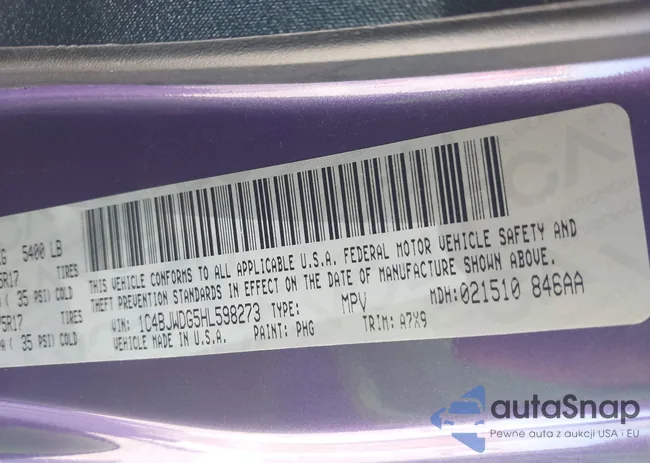 5400 LB
5R17 TIRES
( 35 PSI) COLD
5R17 TIRES
( 35 PSI) COLD
THIS VEHICLE CONFORMS TO ALL APPLICABLE U.S.A. FEDERAL MOTOR VEHICLE SAFETY AND
THEFT PREVENTION STANDARDS IN EFFECT ON THE DATE OF MANUFACTURE SHOWN ABOVE.
VIN: 1C4BJWDG5HL598273 TYPE: MPV MDH:021510 846AA
VEHICLE MADE IN U.S.A. PAINT: PHG TRIM: A7X9
autaSnap
Pewne auta z aukcji USA i EU